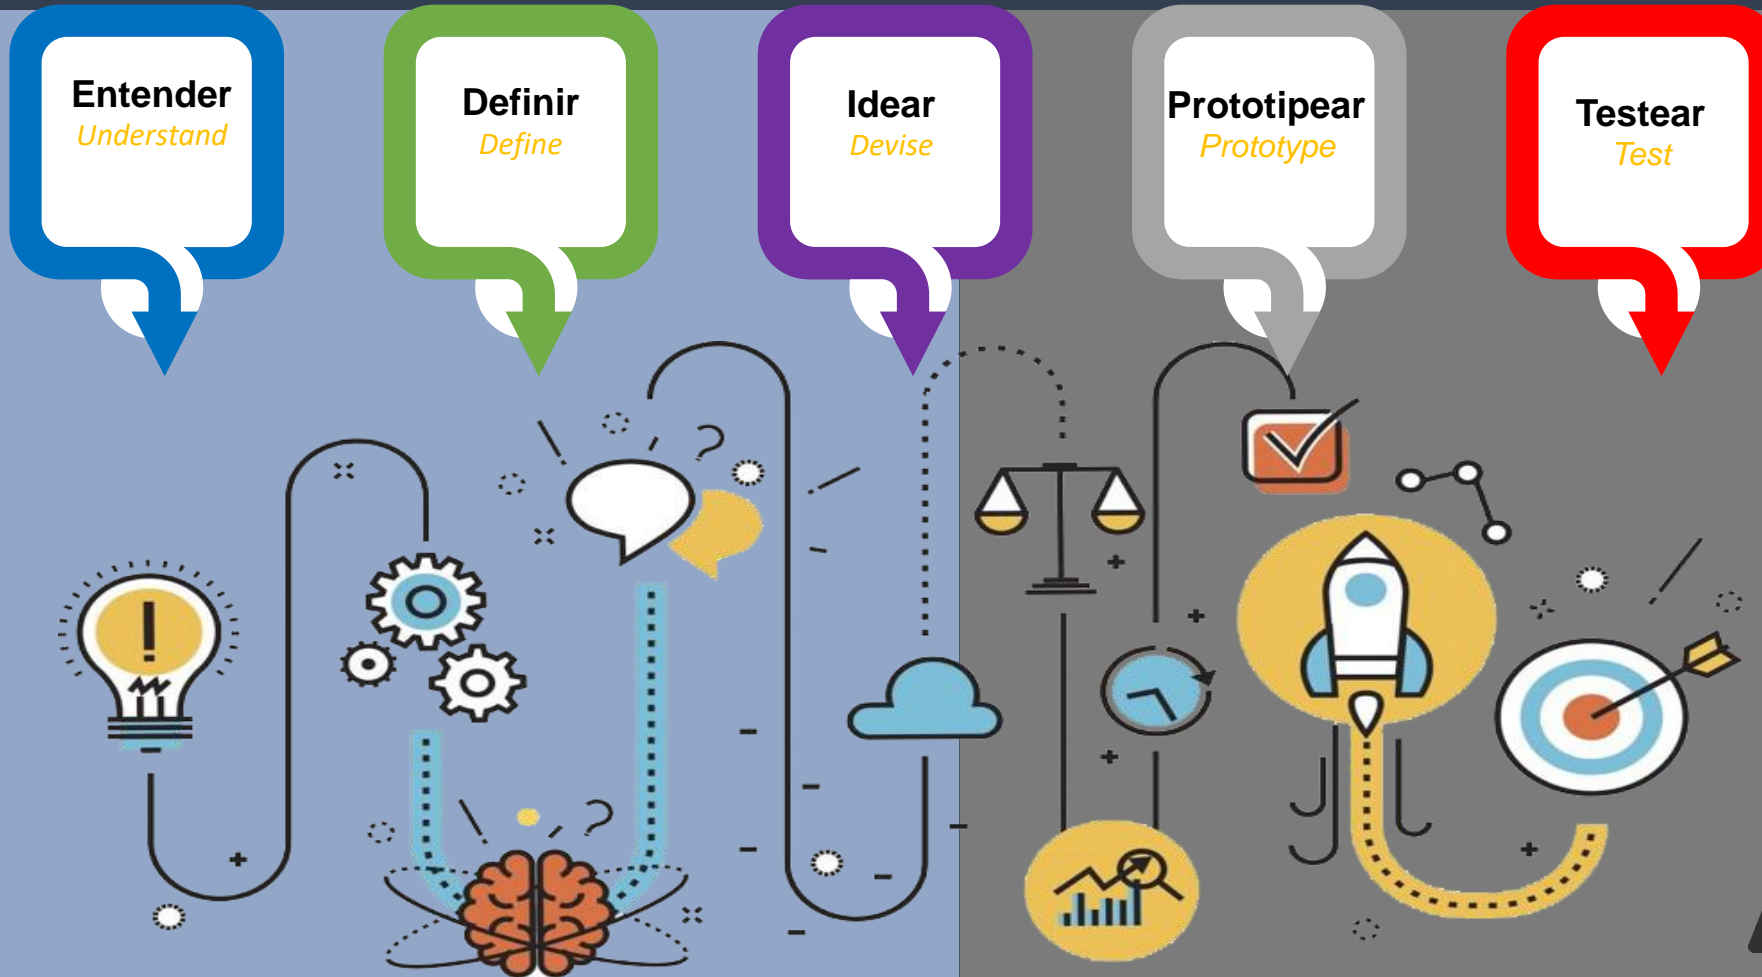 Entender
Understand
Definir
Define
Idear
Devise
Prototipear
Prototype
Testear
Test